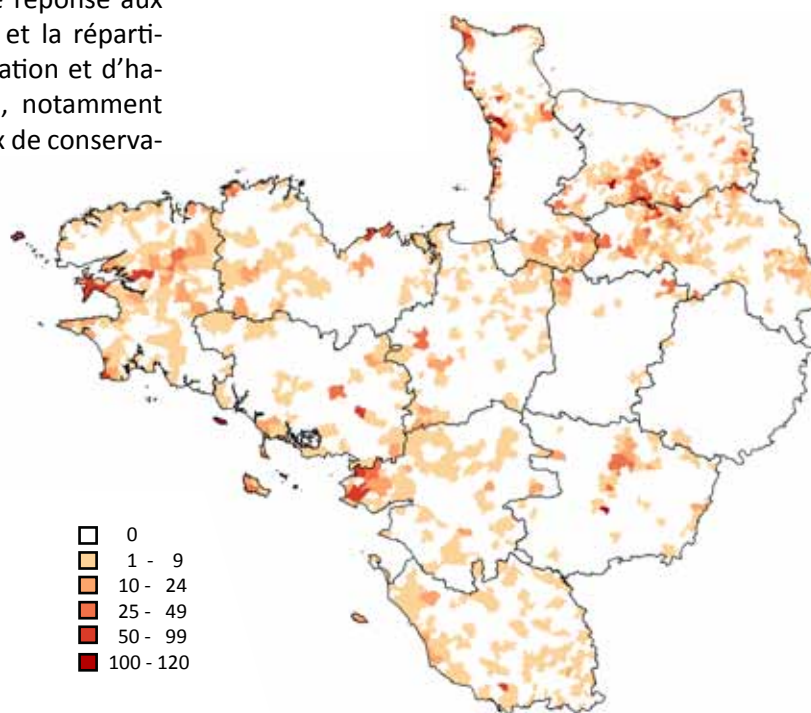 e réponse aux
et la réparti-
ation et d'ha-
, notamment
x de conserva-
0
1 - 9
10 - 24
25 - 49
50 - 99
100 - 120